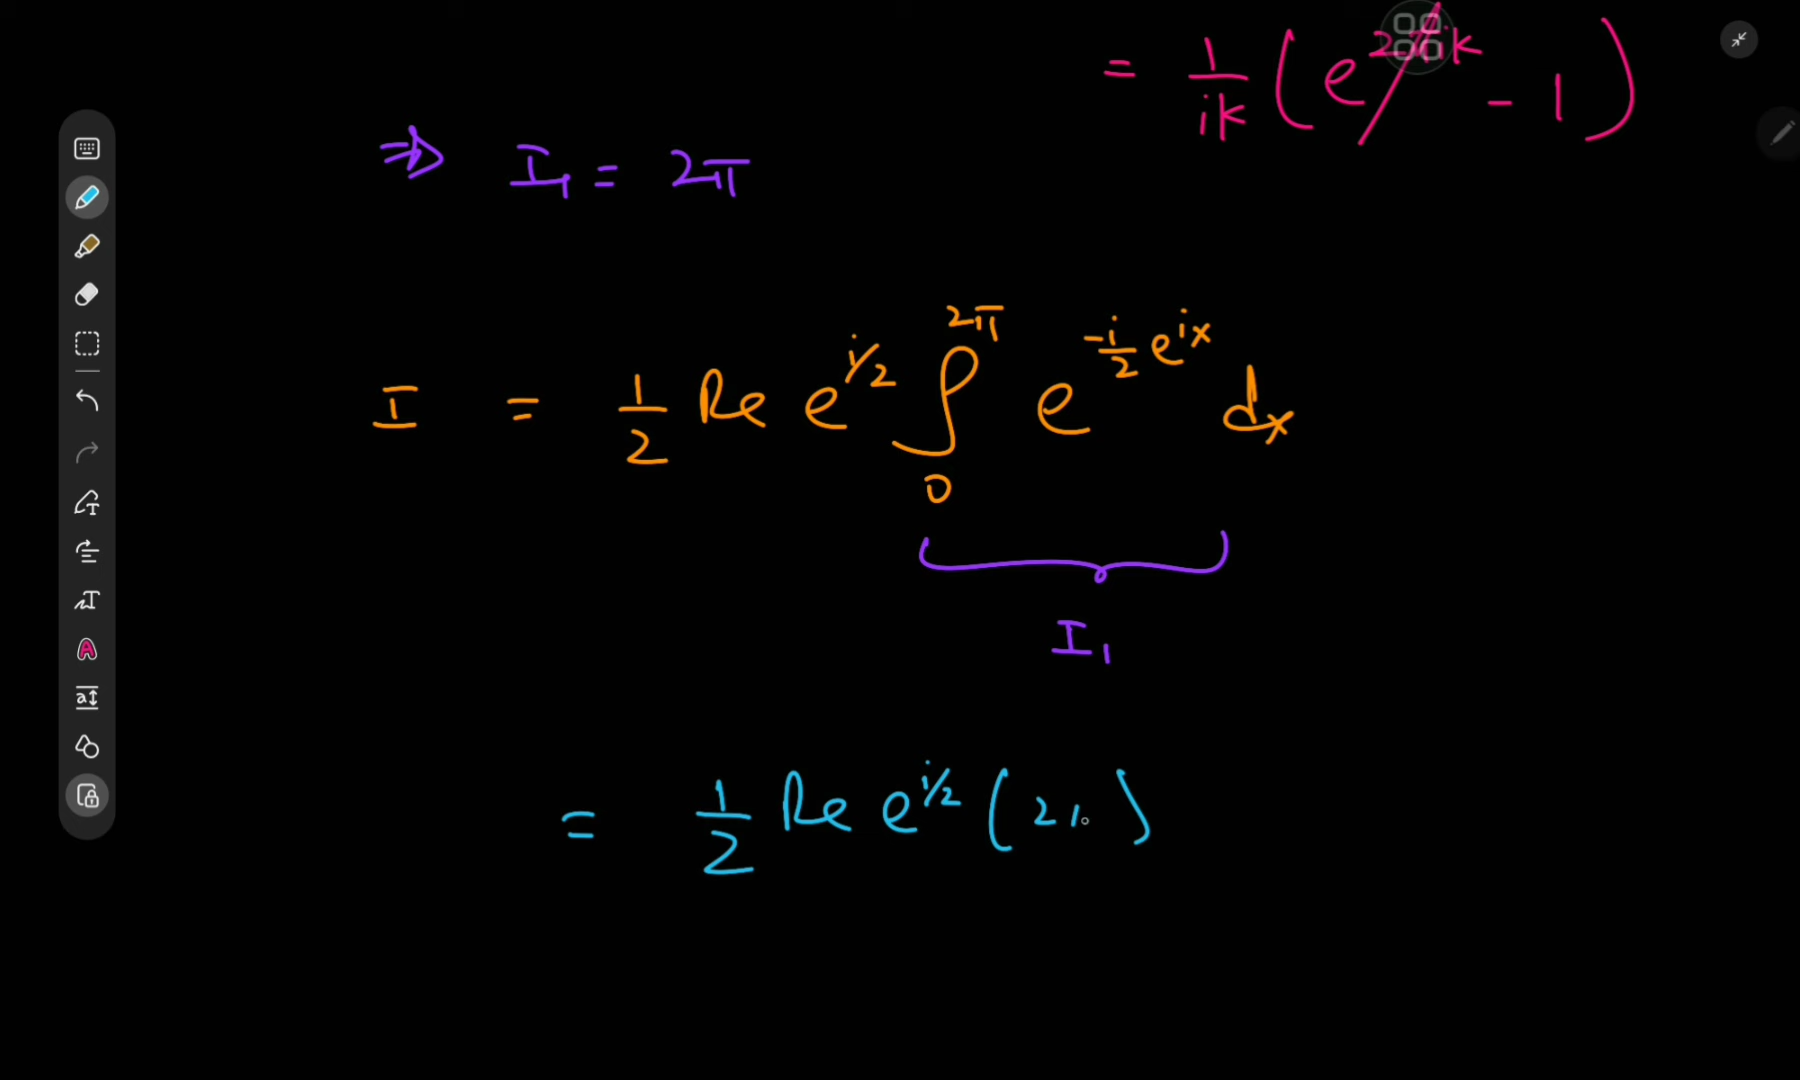 = 1/ik (e^{2πik} - 1)
⇒ I₁ = 2π
I = 1/2 Re e^{i/2} ∫₀^{2π} e^{-i/2 e^{ix}} dx
I₁
= 1/2 Re e^{i/2} (2 )